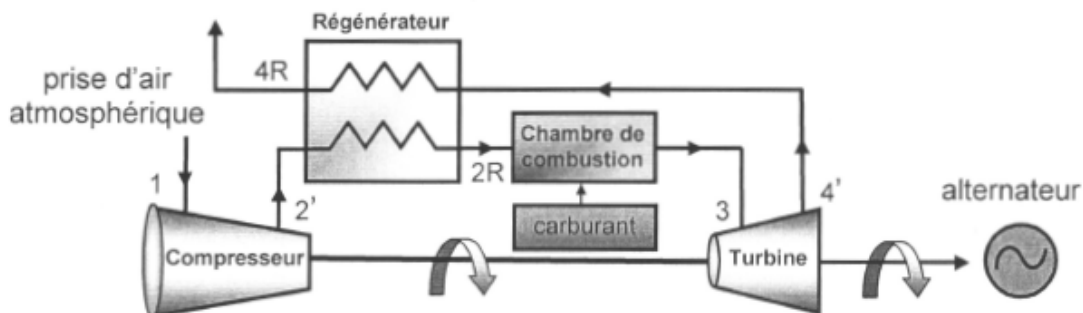 Régénérateur
prise d'air
atmosphérique
4R
Chambre de
combustion
2R
1
2'
carburant
3
4'
alternateur
Compresseur
Turbine